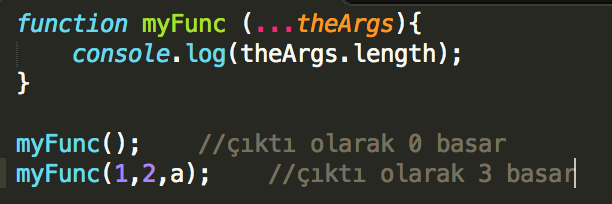 function myFunc (...theArgs){
    console.log(theArgs.length);
}
myFunc();    //çıktı olarak 0 basar
myFunc(1,2,a);    //çıktı olarak 3 basar